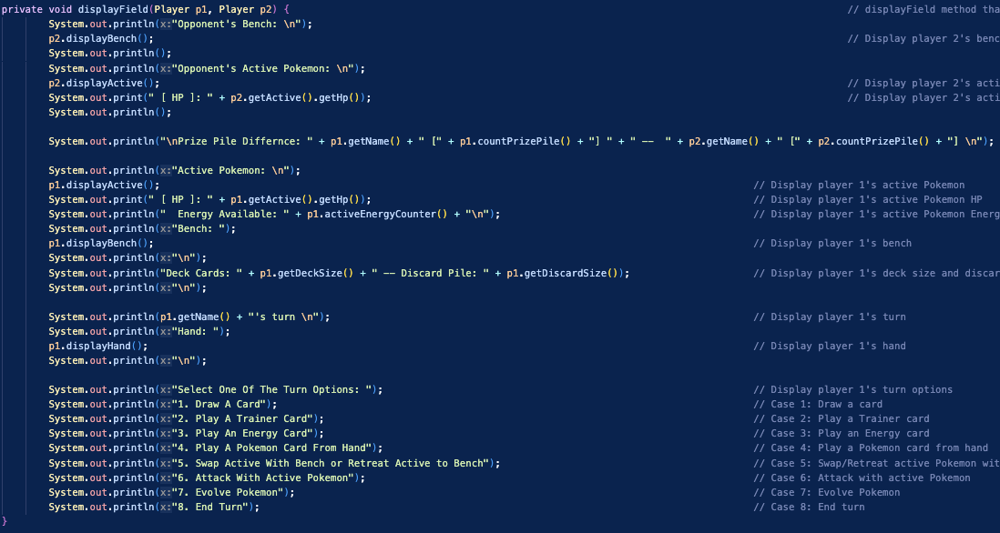 private void displayField(Player p1, Player p2) { // displayField method tha
System.out.println(x:"Opponent's Bench: \n");
p2.displayBench(); // Display player 2's benc
System.out.println();
System.out.println(x:"Opponent's Active Pokemon: \n");
p2.displayActive(); // Display player 2's acti
System.out.print(" [ HP ]: " + p2.getActive().getHp()); // Display player 2's acti
System.out.println();
System.out.println("\nPrize Pile Differnce: " + p1.getName() + " [" + p1.countPrizePile() + "] " + " -- " + p2.getName() + " [" + p2.countPrizePile() + "] \n");
System.out.println(x:"Active Pokemon: \n");
p1.displayActive(); // Display player 1's active Pokemon
System.out.print(" [ HP ]: " + p1.getActive().getHp()); // Display player 1's active Pokemon HP
System.out.println("  Energy Available: " + p1.activeEnergyCounter() + "\n"); // Display player 1's active Pokemon Energ
System.out.println(x:"Bench: ");
p1.displayBench(); // Display player 1's bench
System.out.println(x:"\n");
System.out.println("Deck Cards: " + p1.getDeckSize() + " -- Discard Pile: " + p1.getDiscardSize()); // Display player 1's deck size and discar
System.out.println(x:"\n");
System.out.println(p1.getName() + "'s turn \n"); // Display player 1's turn
System.out.println(x:"Hand: ");
p1.displayHand(); // Display player 1's hand
System.out.println(x:"\n");
System.out.println(x:"Select One Of The Turn Options: "); // Display player 1's turn options
System.out.println(x:"1. Draw A Card"); // Case 1: Draw a card
System.out.println(x:"2. Play A Trainer Card"); // Case 2: Play a Trainer card
System.out.println(x:"3. Play An Energy Card"); // Case 3: Play an Energy card
System.out.println(x:"4. Play A Pokemon Card From Hand"); // Case 4: Play a Pokemon card from hand
System.out.println(x:"5. Swap Active With Bench or Retreat Active to Bench"); // Case 5: Swap/Retreat active Pokemon wit
System.out.println(x:"6. Attack With Active Pokemon"); // Case 6: Attack with active Pokemon
System.out.println(x:"7. Evolve Pokemon"); // Case 7: Evolve Pokemon
System.out.println(x:"8. End Turn"); // Case 8: End turn
}